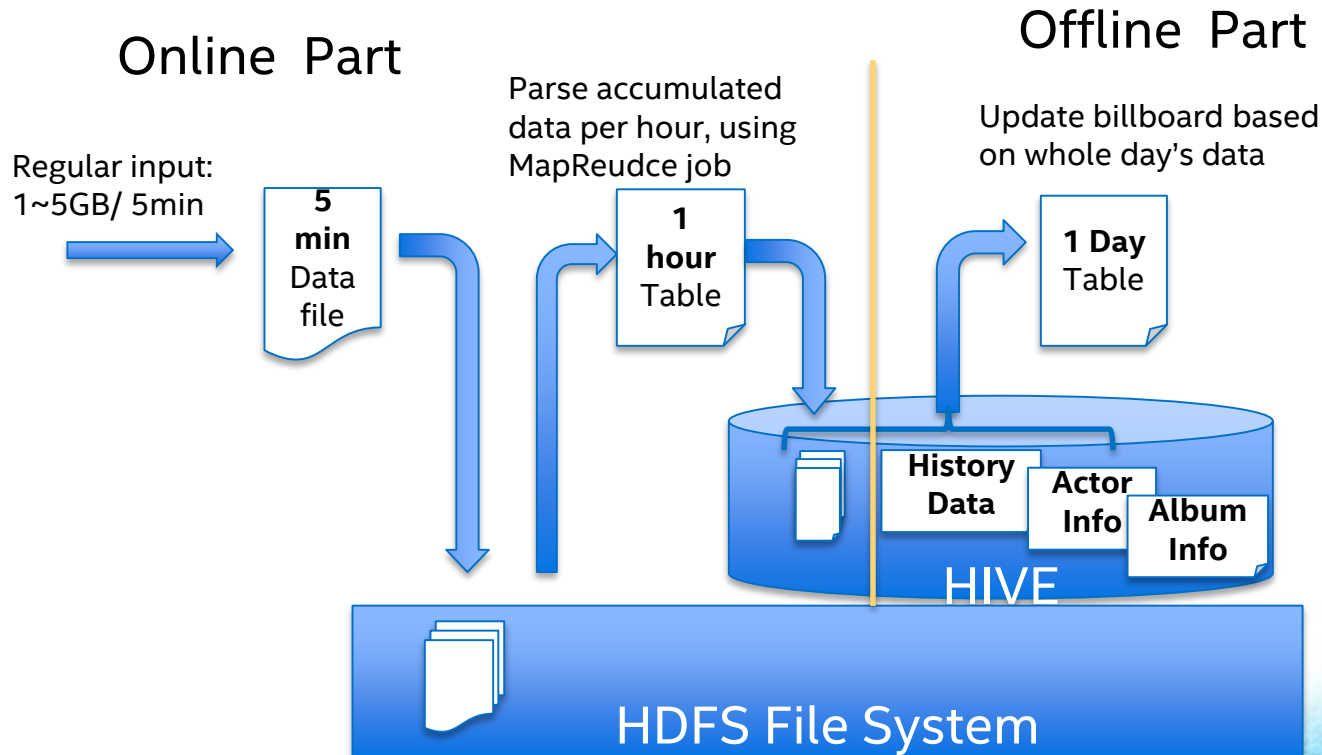 Online Part
Offline Part
Regular input:
1~5GB/ 5min
5
min
Data
file
Parse accumulated
data per hour, using
MapReudce job
1
hour
Table
Update billboard based
on whole day’s data
1 Day
Table
History
Data
Actor
Info
Album
Info
HIVE
HDFS File System